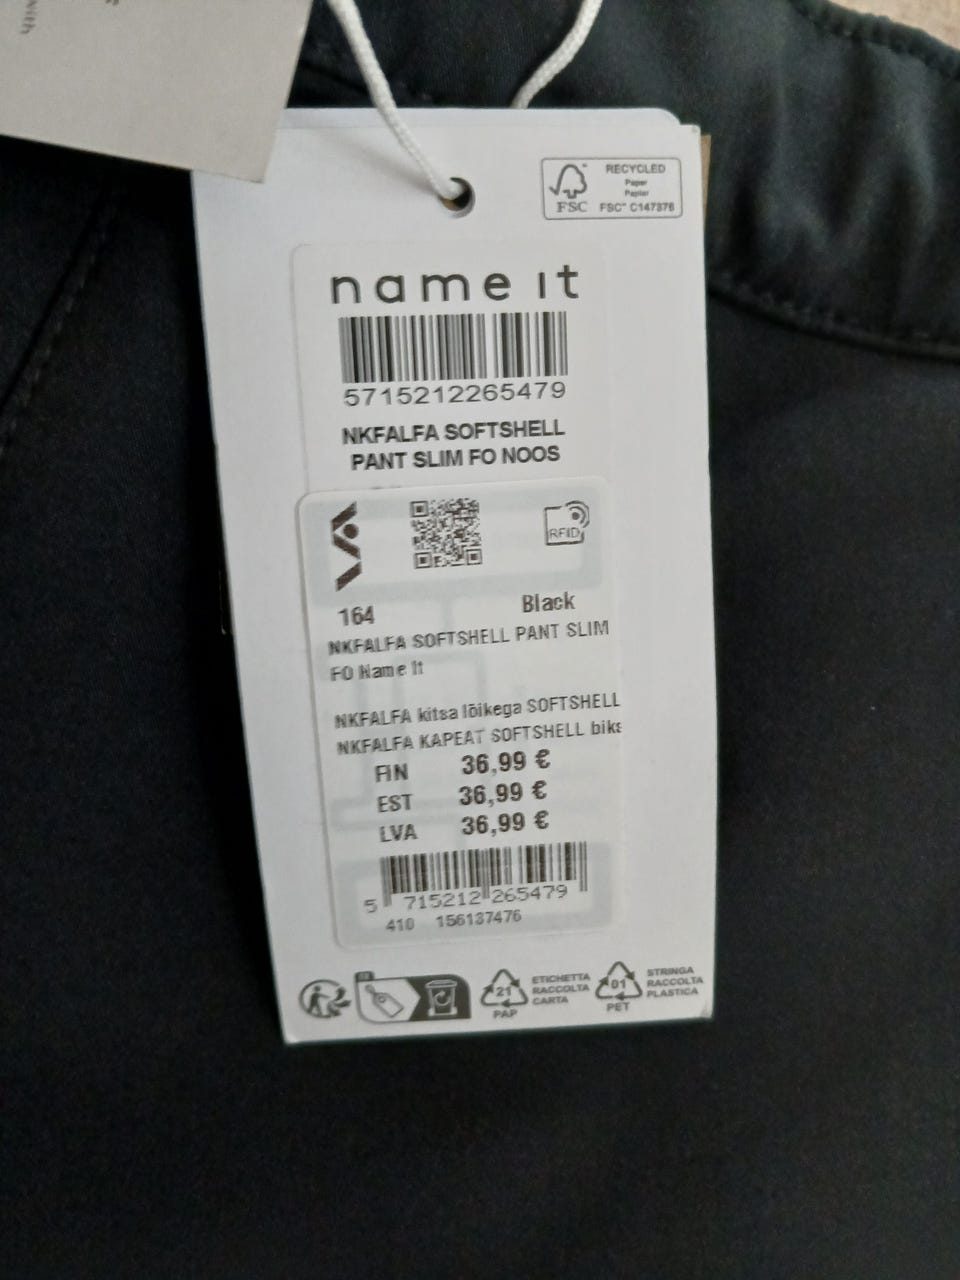 RECYCLED
Paper
Papier
FSC™ C147376
FSC
name it
5715212265479
NKFALFA SOFTSHELL
PANT SLIM FO NOOS
RFID
164 Black
NKFALFA SOFTSHELL PANT SLIM
FO Name It
NKFALFA kitsa lõikega SOFTSHELL
NKFALFA KAPEAT SOFTSHELL biks
FIN 36,99 €
EST 36,99 €
LVA 36,99 €
5 715212 265479
410 156137476
21
PAP
ETICHETTA
RACCOLTA
CARTA
01
PET
STRINGA
RACCOLTA
PLASTICA